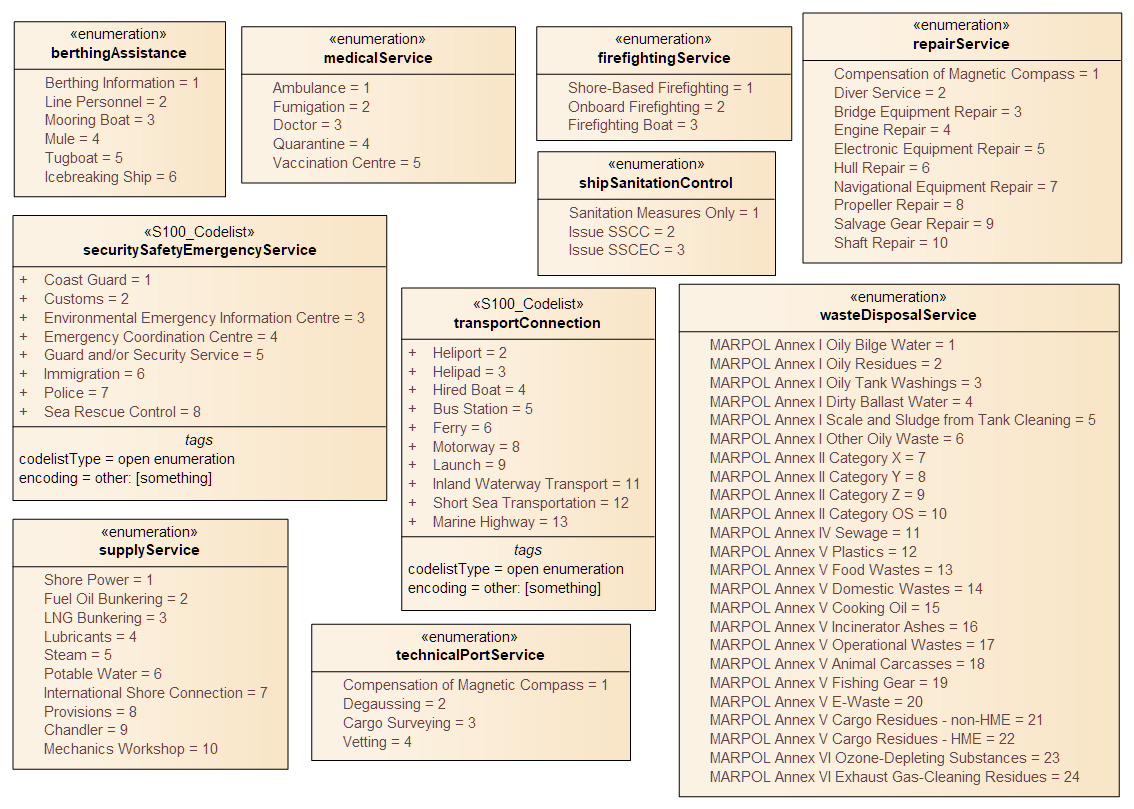 «enumeration»
berthingAssistance
Berthing Information = 1
Line Personnel = 2
Mooring Boat = 3
Mule = 4
Tugboat = 5
Icebreaking Ship = 6
«enumeration»
medicalService
Ambulance = 1
Fumigation = 2
Doctor = 3
Quarantine = 4
Vaccination Centre = 5
«enumeration»
firefightingService
Shore-Based Firefighting = 1
Onboard Firefighting = 2
Firefighting Boat = 3
«enumeration»
repairService
Compensation of Magnetic Compass = 1
Diver Service = 2
Bridge Equipment Repair = 3
Engine Repair = 4
Electronic Equipment Repair = 5
Hull Repair = 6
Navigational Equipment Repair = 7
Propeller Repair = 8
Salvage Gear Repair = 9
Shaft Repair = 10
«enumeration»
shipSanitationControl
Sanitation Measures Only = 1
Issue SSCC = 2
Issue SSCEC = 3
«S100_Codelist»
securitySafetyEmergencyService
+ Coast Guard = 1
+ Customs = 2
+ Environmental Emergency Information Centre = 3
+ Emergency Coordination Centre = 4
+ Guard and/or Security Service = 5
+ Immigration = 6
+ Police = 7
+ Sea Rescue Control = 8
tags
codelistType = open enumeration
encoding = other: [something]
«S100_Codelist»
transportConnection
+ Heliport = 2
+ Helipad = 3
+ Hired Boat = 4
+ Bus Station = 5
+ Ferry = 6
+ Motorway = 8
+ Launch = 9
+ Inland Waterway Transport = 11
+ Short Sea Transportation = 12
+ Marine Highway = 13
tags
codelistType = open enumeration
encoding = other: [something]
«enumeration»
wasteDisposalService
MARPOL Annex I Oily Bilge Water = 1
MARPOL Annex I Oily Residues = 2
MARPOL Annex I Oily Tank Washings = 3
MARPOL Annex I Dirty Ballast Water = 4
MARPOL Annex I Scale and Sludge from Tank Cleaning = 5
MARPOL Annex I Other Oily Waste = 6
MARPOL Annex II Category X = 7
MARPOL Annex II Category Y = 8
MARPOL Annex II Category Z = 9
MARPOL Annex II Category OS = 10
MARPOL Annex IV Sewage = 11
MARPOL Annex V Plastics = 12
MARPOL Annex V Food Wastes = 13
MARPOL Annex V Domestic Wastes = 14
MARPOL Annex V Cooking Oil = 15
MARPOL Annex V Incinerator Ashes = 16
MARPOL Annex V Operational Wastes = 17
MARPOL Annex V Animal Carcasses = 18
MARPOL Annex V Fishing Gear = 19
MARPOL Annex V E-Waste = 20
MARPOL Annex V Cargo Residues - non-HME = 21
MARPOL Annex V Cargo Residues - HME = 22
MARPOL Annex VI Ozone-Depleting Substances = 23
MARPOL Annex VI Exhaust Gas-Cleaning Residues = 24
«enumeration»
supplyService
Shore Power = 1
Fuel Oil Bunkering = 2
LNG Bunkering = 3
Lubricants = 4
Steam = 5
Potable Water = 6
International Shore Connection = 7
Provisions = 8
Chandler = 9
Mechanics Workshop = 10
«enumeration»
technicalPortService
Compensation of Magnetic Compass = 1
Degaussing = 2
Cargo Surveying = 3
Vetting = 4